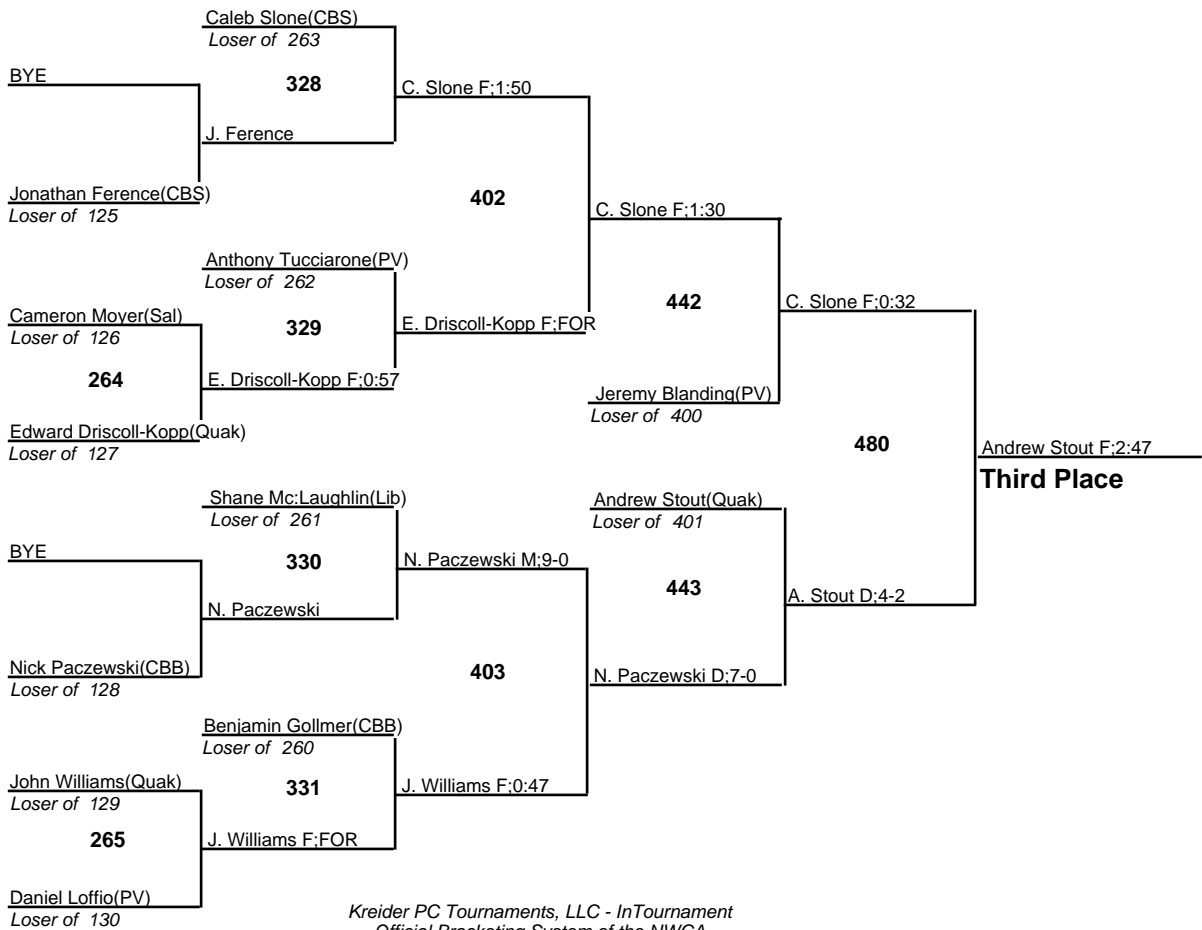 Caleb Slone(CBS)
Loser of 263
BYE
328
C. Slone F;1:50
J. Ference
Jonathan Ference(CBS)
Loser of 125
402
C. Slone F;1:30
Anthony Tucciarone(PV)
Loser of 262
Cameron Moyer(Sal)
Loser of 126
329
E. Driscoll-Kopp F;FOR
442
C. Slone F;0:32
264
E. Driscoll-Kopp F;0:57
Jeremy Blanding(PV)
Loser of 400
Edward Driscoll-Kopp(Quak)
Loser of 127
480
Andrew Stout F;2:47
Third Place
Shane Mc:Laughlin(Lib)
Loser of 261
Andrew Stout(Quak)
Loser of 401
BYE
330
N. Paczewski M;9-0
443
A. Stout D;4-2
N. Paczewski
Nick Paczewski(CBB)
Loser of 128
403
N. Paczewski D;7-0
Benjamin Gollmer(CBB)
Loser of 260
John Williams(Quak)
Loser of 129
331
J. Williams F;0:47
265
J. Williams F;FOR
Daniel Loffio(PV)
Loser of 130
Kreider PC Tournaments, LLC - InTournament
Official Bracketing System of the NWCA